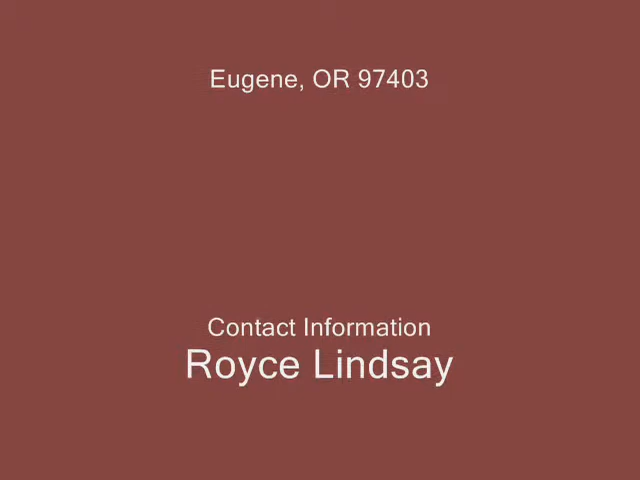 Eugene, OR 97403
Contact Information
Royce Lindsay